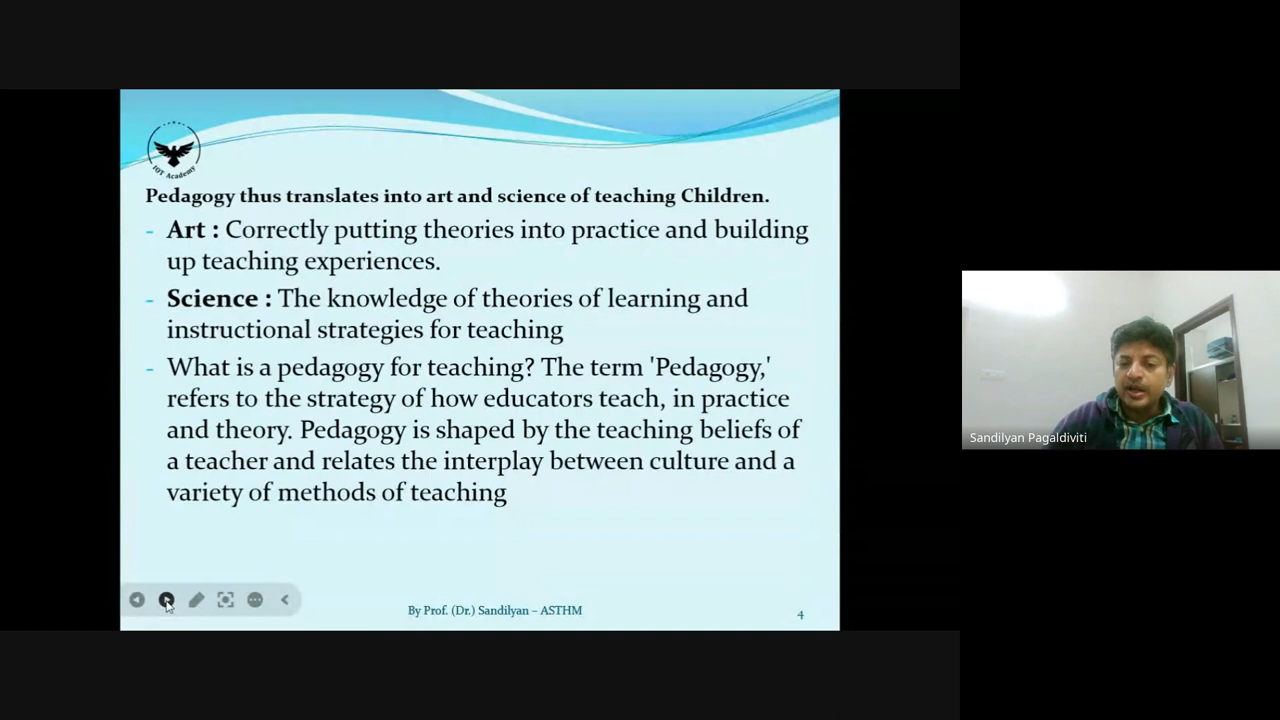 IOT Academy
Pedagogy thus translates into art and science of teaching Children.
- Art : Correctly putting theories into practice and building
up teaching experiences.
- Science : The knowledge of theories of learning and
instructional strategies for teaching
- What is a pedagogy for teaching? The term 'Pedagogy,'
refers to the strategy of how educators teach, in practice
and theory. Pedagogy is shaped by the teaching beliefs of
a teacher and relates the interplay between culture and a
variety of methods of teaching
By Prof. (Dr.) Sandilyan – ASTHM
4
Sandilyan Pagaldiviti